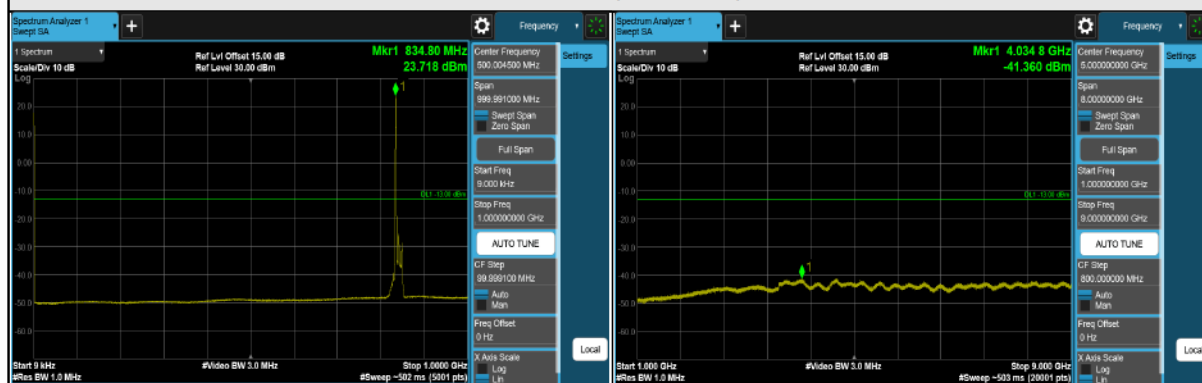 Spectrum Analyzer 1
Swept SA
+
Frequency
1 Spectrum
Scale/Div 10 dB
Log
Ref Lvl Offset 15.00 dB
Ref Level 30.00 dBm
Mkr1 834.80 MHz
23.718 dBm
1
20.0
10.0
0.00
-10.0
-20.0
-30.0
-40.0
-50.0
-60.0
DL1 -13.00 dBm
Start 9 kHz
#Res BW 1.0 MHz
#Video BW 3.0 MHz
Stop 1.0000 GHz
#Sweep ~502 ms (5001 pts)
Center Frequency
500.004500 MHz
Span
999.991000 MHz
Swept Span
Zero Span
Full Span
Start Freq
9.000 kHz
Stop Freq
1.000000000 GHz
AUTO TUNE
CF Step
99.999100 MHz
Auto
Man
Freq Offset
0 Hz
X Axis Scale
Log
Lin
Settings
Local
Spectrum Analyzer 1
Swept SA
+
Frequency
1 Spectrum
Scale/Div 10 dB
Log
Ref Lvl Offset 15.00 dB
Ref Level 30.00 dBm
Mkr1 4.034 8 GHz
-41.360 dBm
1
20.0
10.0
0.00
-10.0
-20.0
-30.0
-40.0
-50.0
-60.0
DL1 -13.00 dBm
Start 1.000 GHz
#Res BW 1.0 MHz
#Video BW 3.0 MHz
Stop 9.000 GHz
#Sweep ~503 ms (20001 pts)
Center Frequency
5.000000000 GHz
Span
8.00000000 GHz
Swept Span
Zero Span
Full Span
Start Freq
1.000000000 GHz
Stop Freq
9.000000000 GHz
AUTO TUNE
CF Step
800.000000 MHz
Auto
Man
Freq Offset
0 Hz
X Axis Scale
Log
Lin
Settings
Local